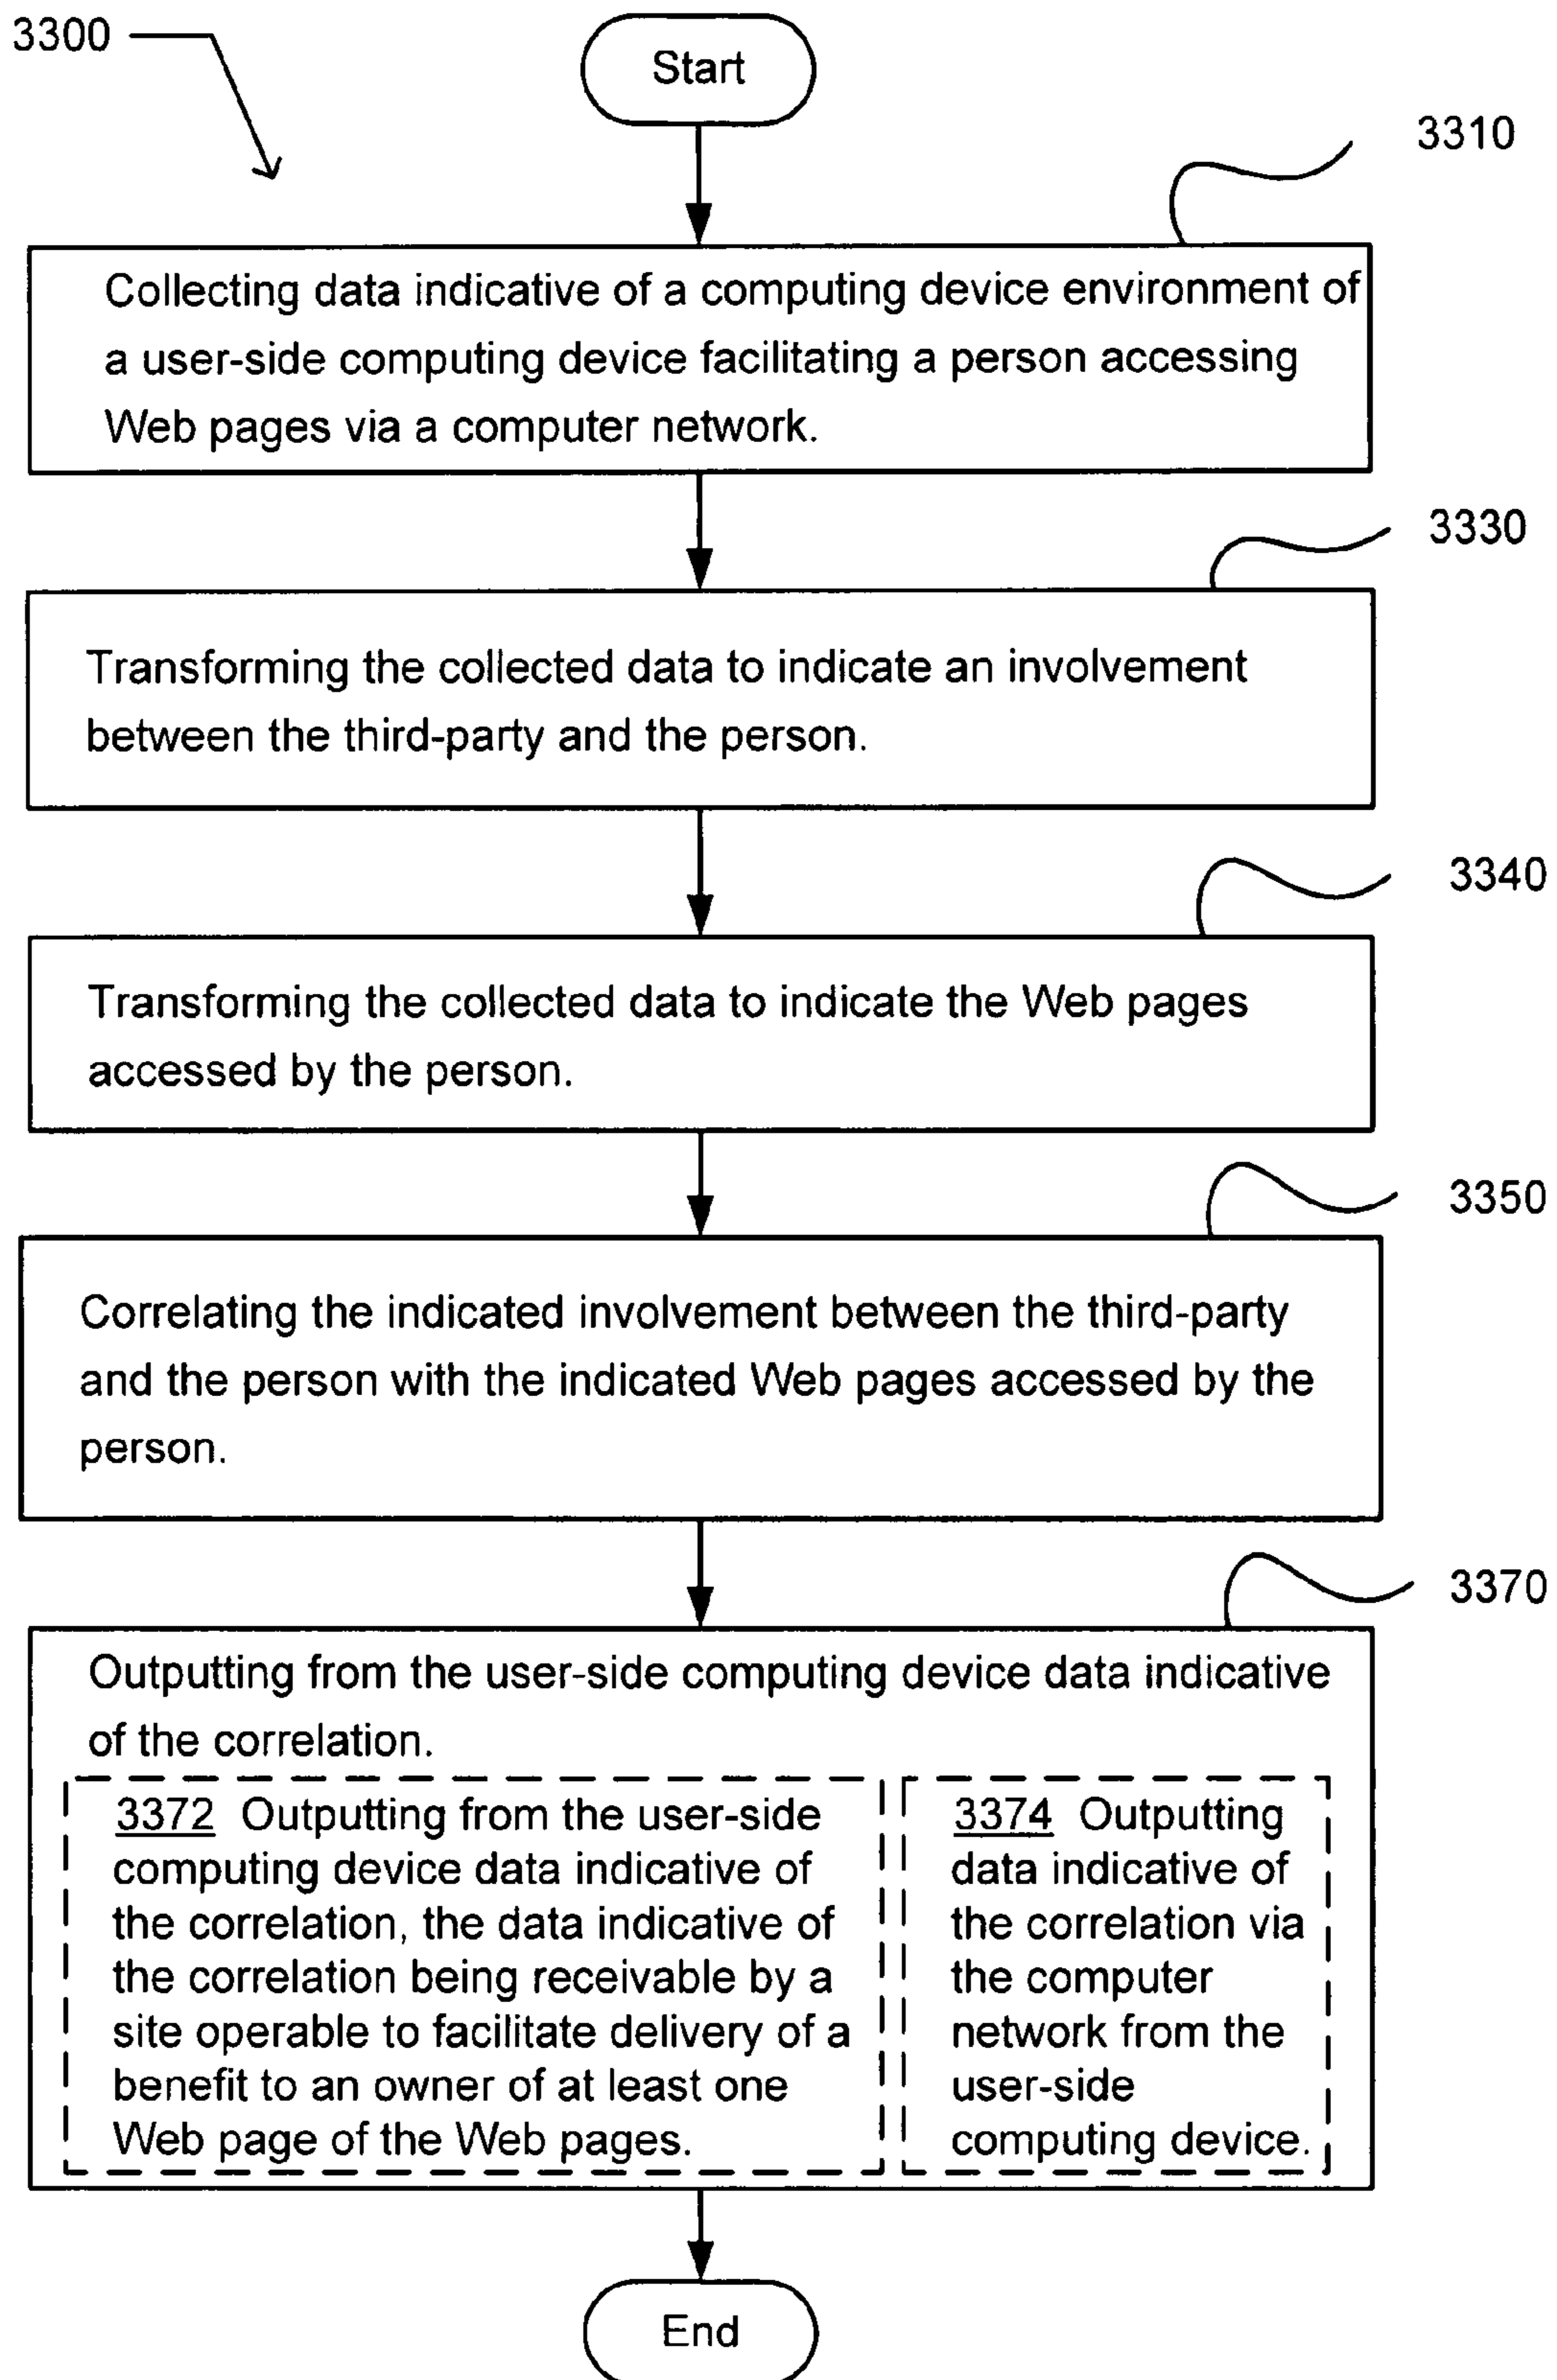 3300
Start
3310
Collecting data indicative of a computing device environment of
a user-side computing device facilitating a person accessing
Web pages via a computer network.
3330
Transforming the collected data to indicate an involvement
between the third-party and the person.
3340
Transforming the collected data to indicate the Web pages
accessed by the person.
3350
Correlating the indicated involvement between the third-party
and the person with the indicated Web pages accessed by the
person.
3370
Outputting from the user-side computing device data indicative
of the correlation.
3372 Outputting from the user-side
computing device data indicative of
the correlation, the data indicative of
the correlation being receivable by a
site operable to facilitate delivery of a
benefit to an owner of at least one
Web page of the Web pages.
3374 Outputting
data indicative of
the correlation via
the computer
network from the
user-side
computing device.
End